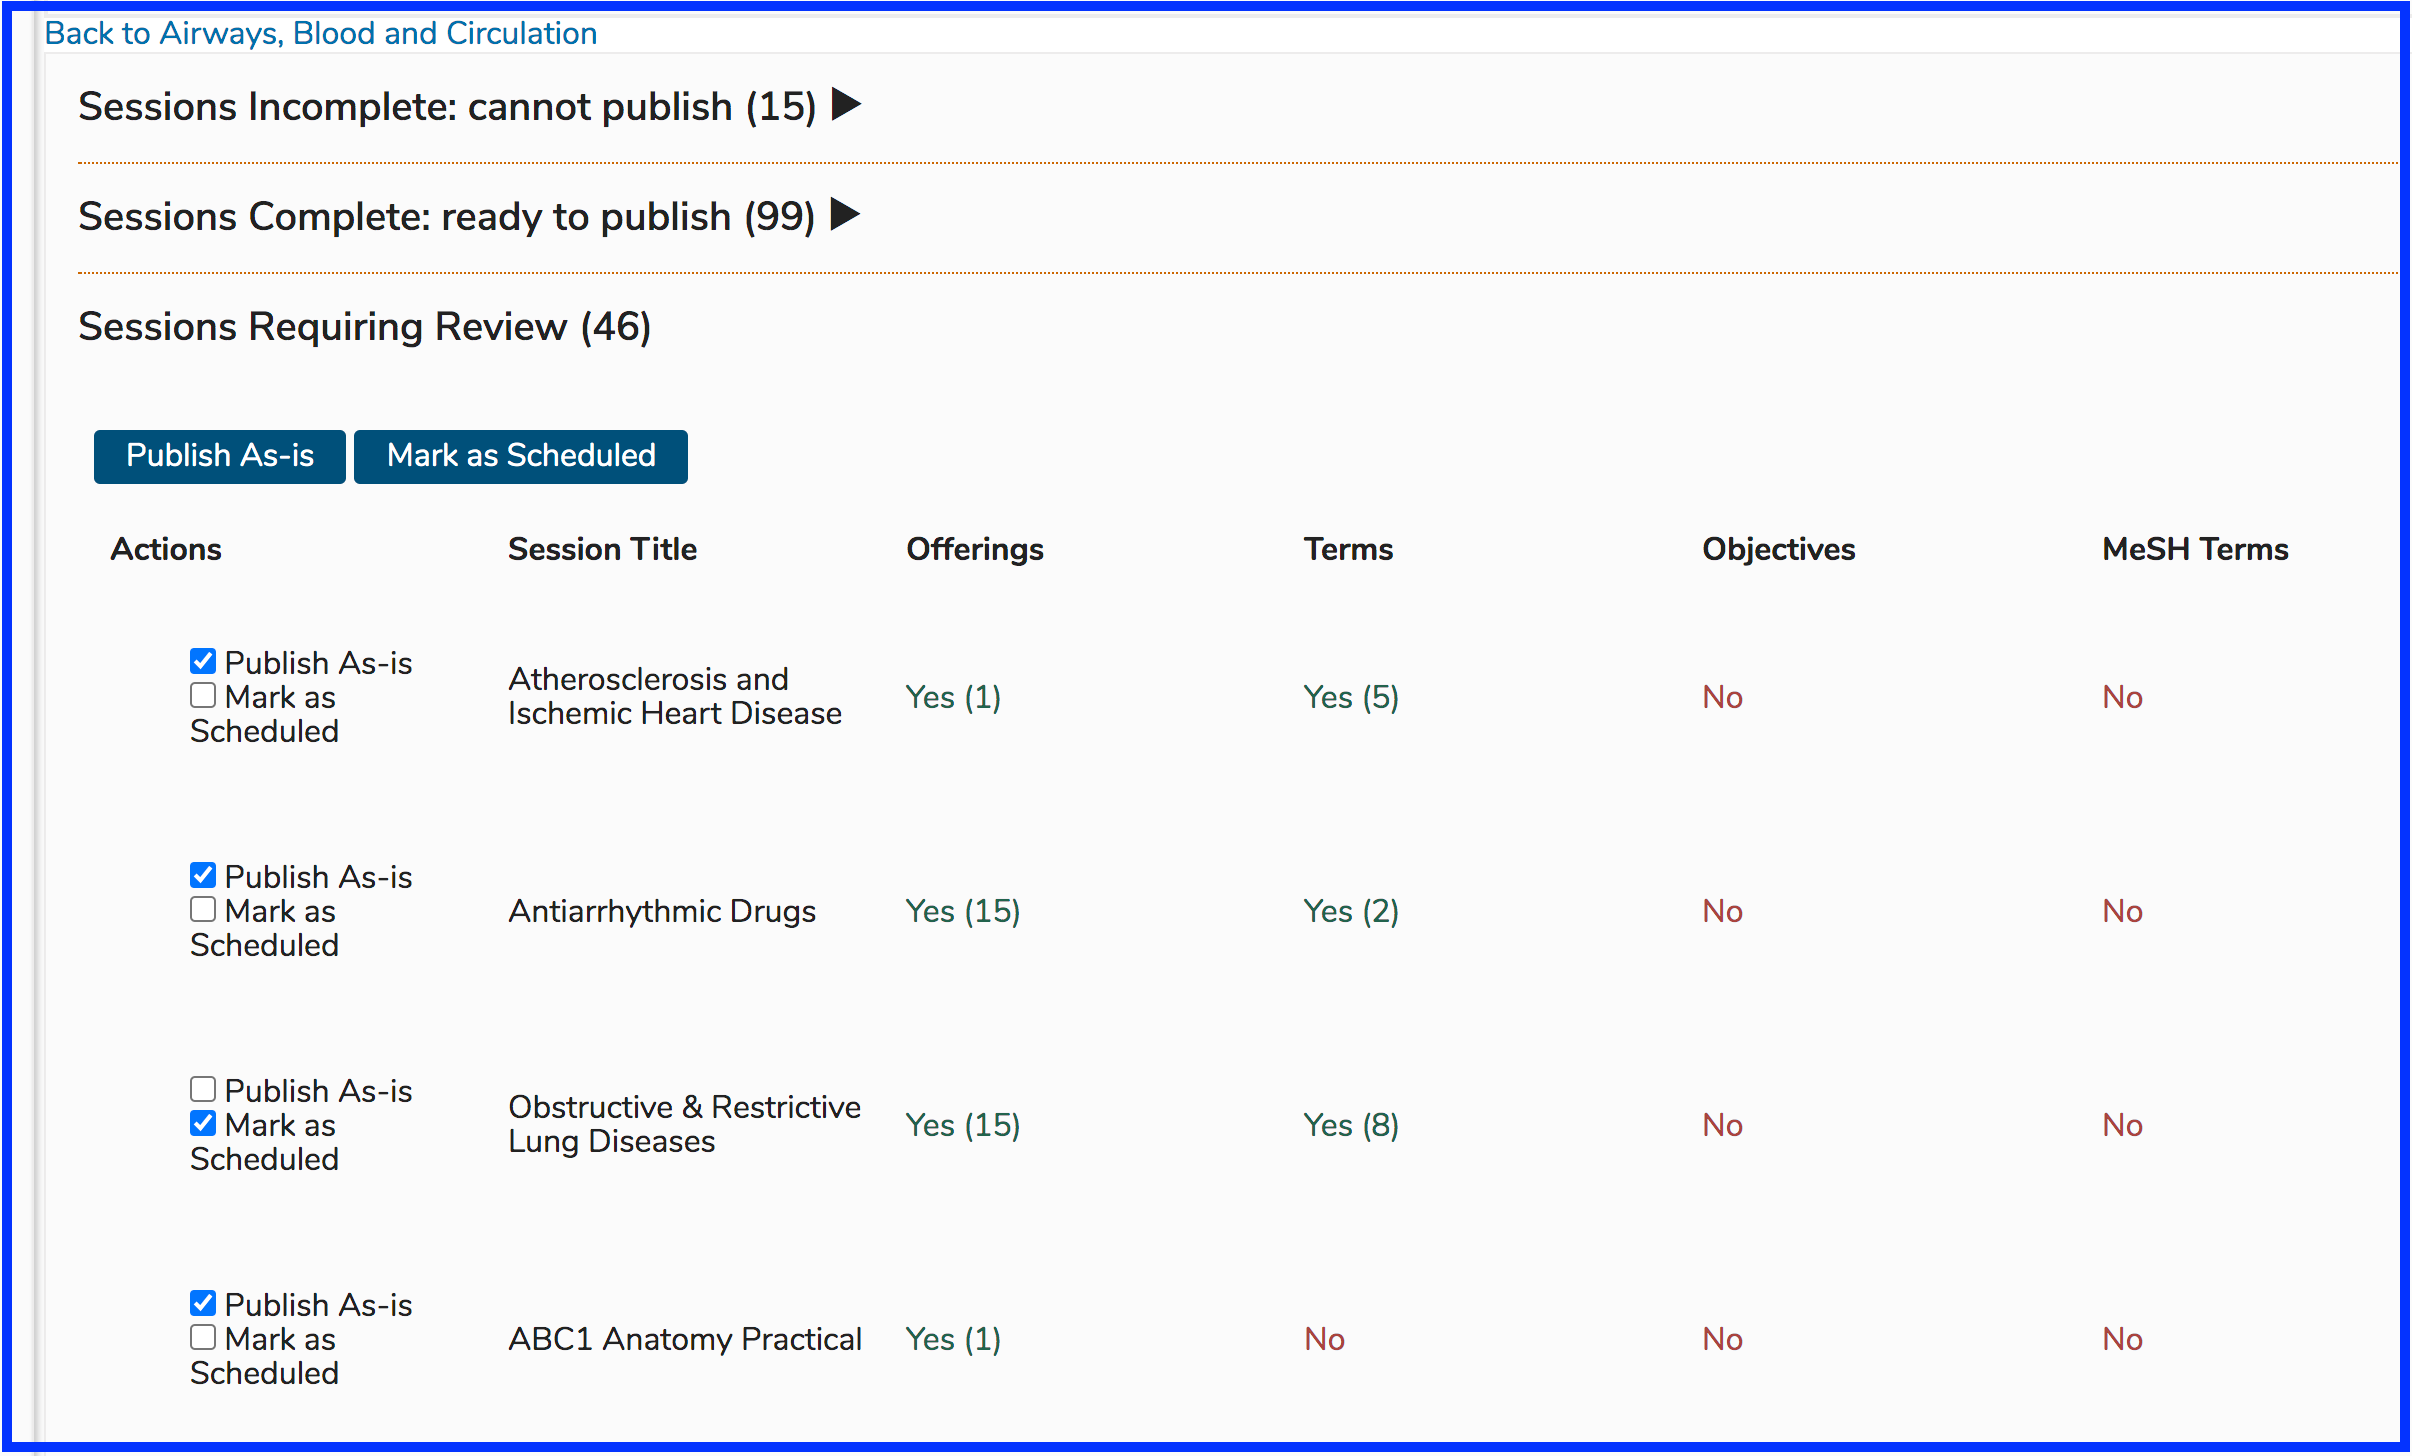 Back to Airways, Blood and Circulation
Sessions Incomplete: cannot publish (15) ▶
Sessions Complete: ready to publish (99) ▶
Sessions Requiring Review (46)
Publish As-is Mark as Scheduled
Actions Session Title Offerings Terms Objectives MeSH Terms
Publish As-is
Mark as
Scheduled
Atherosclerosis and
Ischemic Heart Disease
Yes (1) Yes (5) No No
Publish As-is
Mark as
Scheduled
Antiarrhythmic Drugs Yes (15) Yes (2) No No
Publish As-is
Mark as
Scheduled
Obstructive & Restrictive
Lung Diseases
Yes (15) Yes (8) No No
Publish As-is
Mark as
Scheduled
ABC1 Anatomy Practical Yes (1) No No No